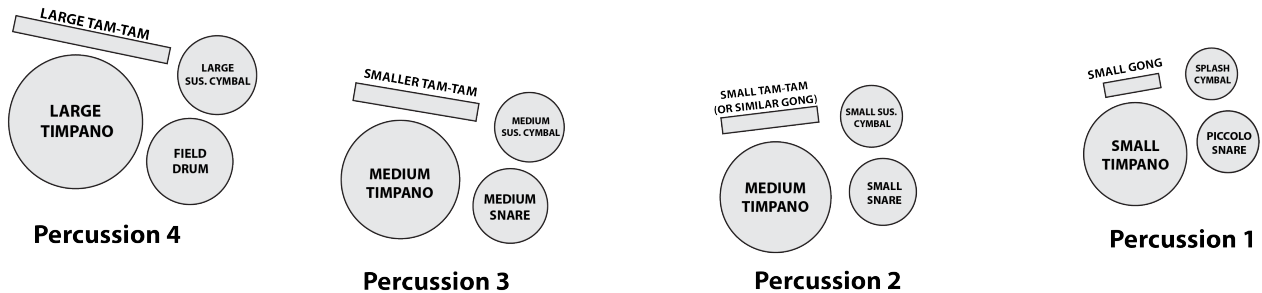 LARGE TAM-TAM
LARGE
SUS. CYMBAL
LARGE
TIMPANO
FIELD
DRUM
Percussion 4
SMALLER TAM-TAM
MEDIUM
SUS. CYMBAL
MEDIUM
TIMPANO
MEDIUM
SNARE
Percussion 3
SMALL TAM-TAM
(OR SIMILAR GONG)
SMALL SUS.
CYMBAL
MEDIUM
TIMPANO
SMALL
SNARE
Percussion 2
SMALL GONG
SPLASH
CYMBAL
SMALL
TIMPANO
PICCOLO
SNARE
Percussion 1